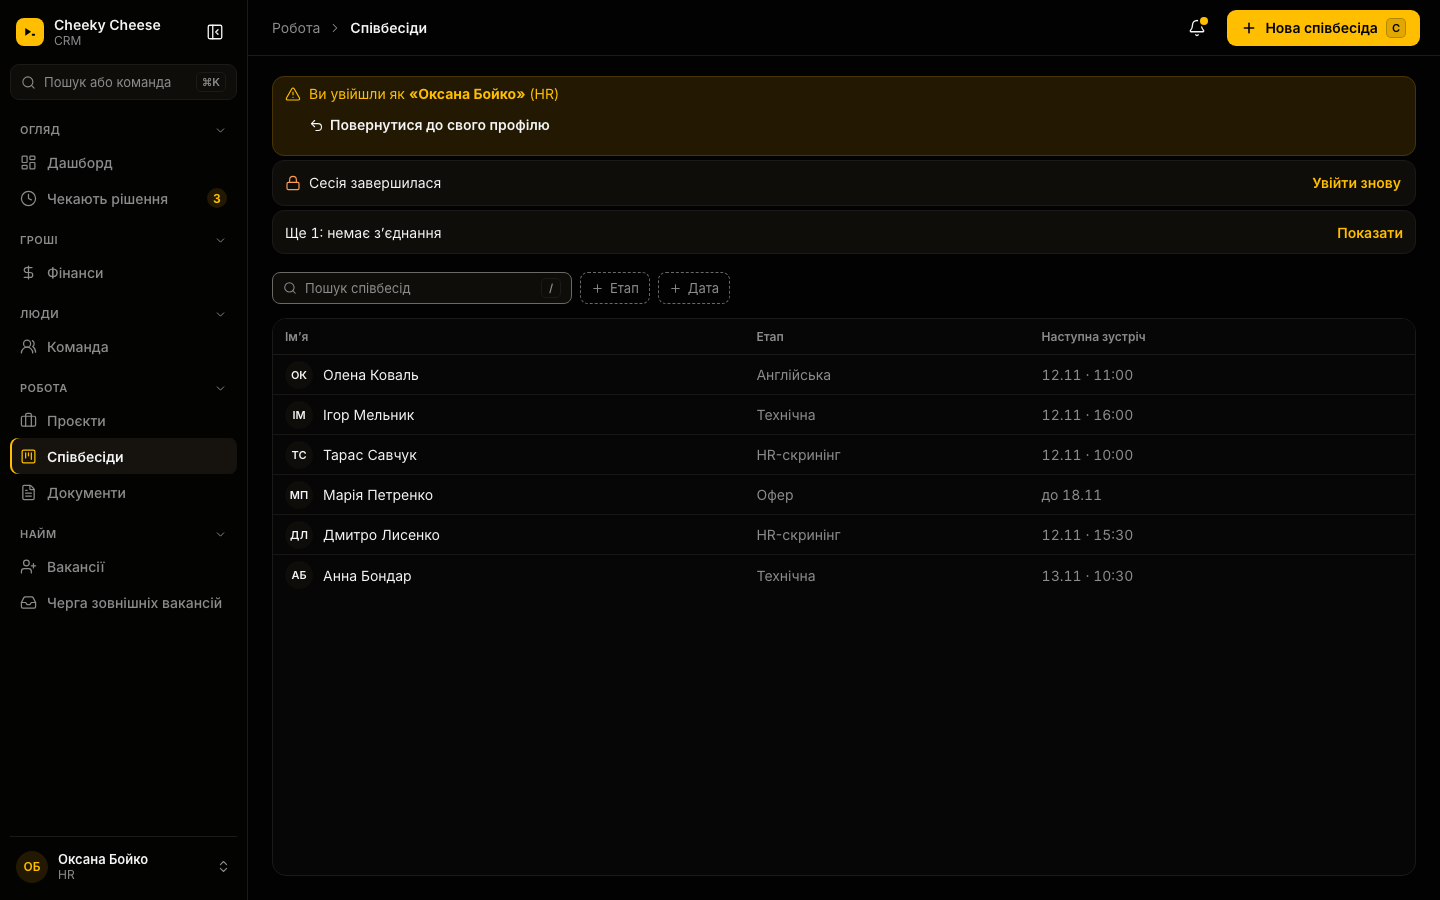 Cheeky Cheese
CRM
Пошук або команда ⌘K
ОГЛЯД
Дашборд
Чекають рішення 3
ГРОШІ
Фінанси
ЛЮДИ
Команда
РОБОТА
Проєкти
Співбесіди
Документи
НАЙМ
Вакансії
Черга зовнішніх вакансій
ОБ
Оксана Бойко
HR
Робота > Співбесіди
Нова співбесіда C
Ви увійшли як «Оксана Бойко» (HR)
Повернутися до свого профілю
Сесія завершилася Увійти знову
Ще 1: немає з’єднання Показати
Пошук співбесід / + Етап + Дата
Ім’я Етап Наступна зустріч
ОК Олена Коваль Англійська 12.11 · 11:00
ІМ Ігор Мельник Технічна 12.11 · 16:00
ТС Тарас Савчук HR-скринінг 12.11 · 10:00
МП Марія Петренко Офер до 18.11
ДЛ Дмитро Лисенко HR-скринінг 12.11 · 15:30
АБ Анна Бондар Технічна 13.11 · 10:30